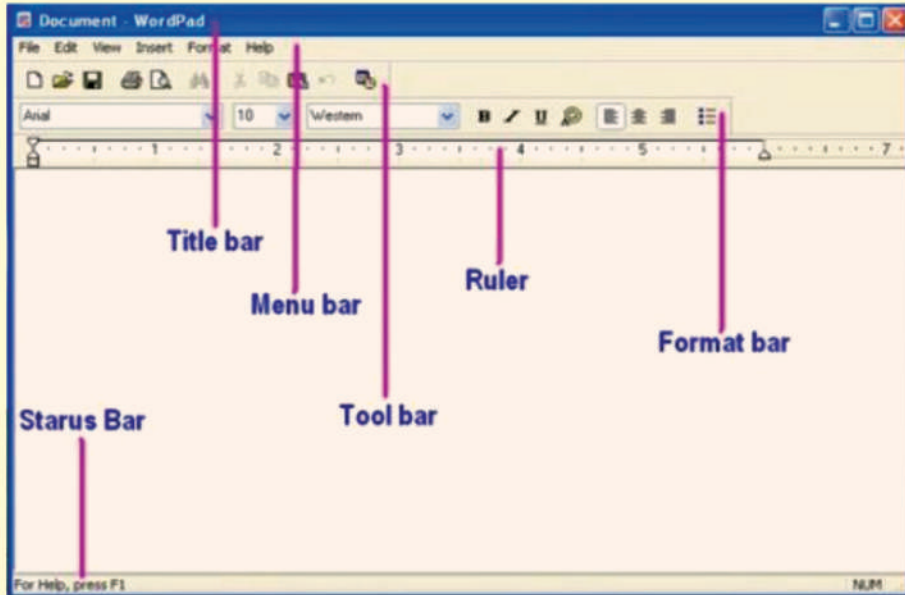 Document - WordPad
File Edit View Insert Format Help
Arial 10 Western B / U
1 2 3 4 5 7
Title bar
Menu bar
Ruler
Format bar
Tool bar
Starus Bar
For Help, press F1 NUM